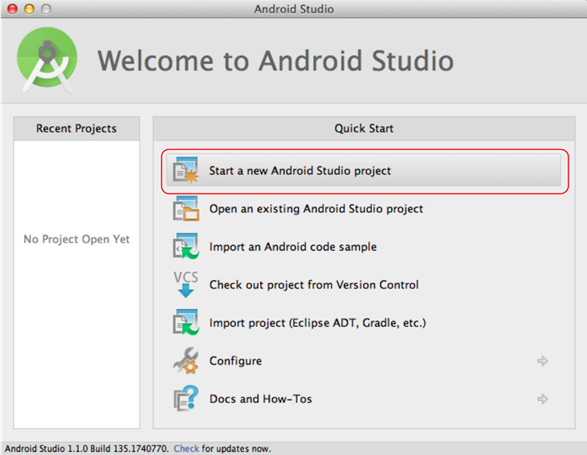 Android Studio
Welcome to Android Studio
Recent Projects
No Project Open Yet
Quick Start
Start a new Android Studio project
Open an existing Android Studio project
Import an Android code sample
VCS
Check out project from Version Control
Import project (Eclipse ADT, Gradle, etc.)
Configure
Docs and How-Tos
Android Studio 1.1.0 Build 135.1740770. Check for updates now.